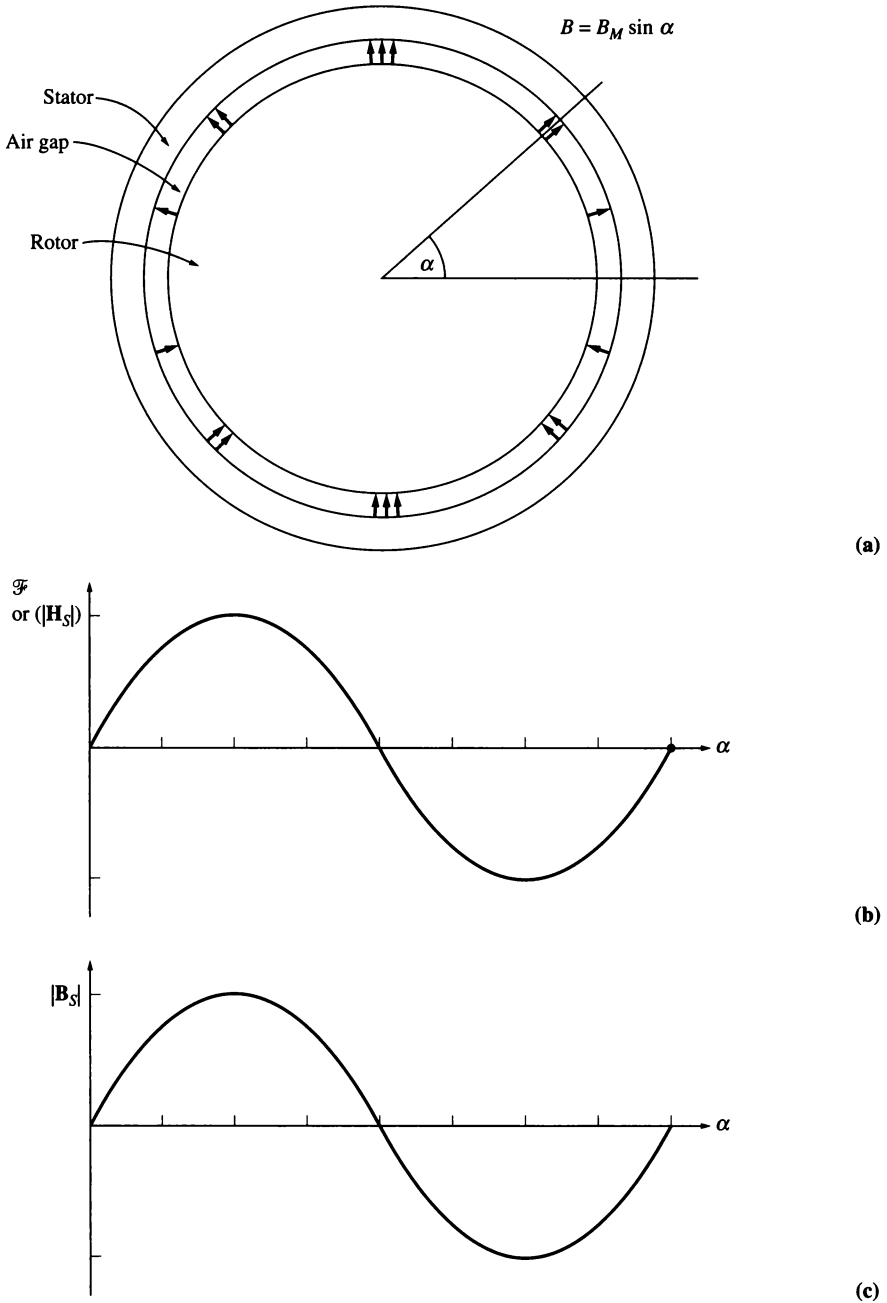 B = B_M sin α
Stator
Air gap
Rotor
α
(a)
ℱ
or (|H_S|)
α
(b)
|B_S|
α
(c)